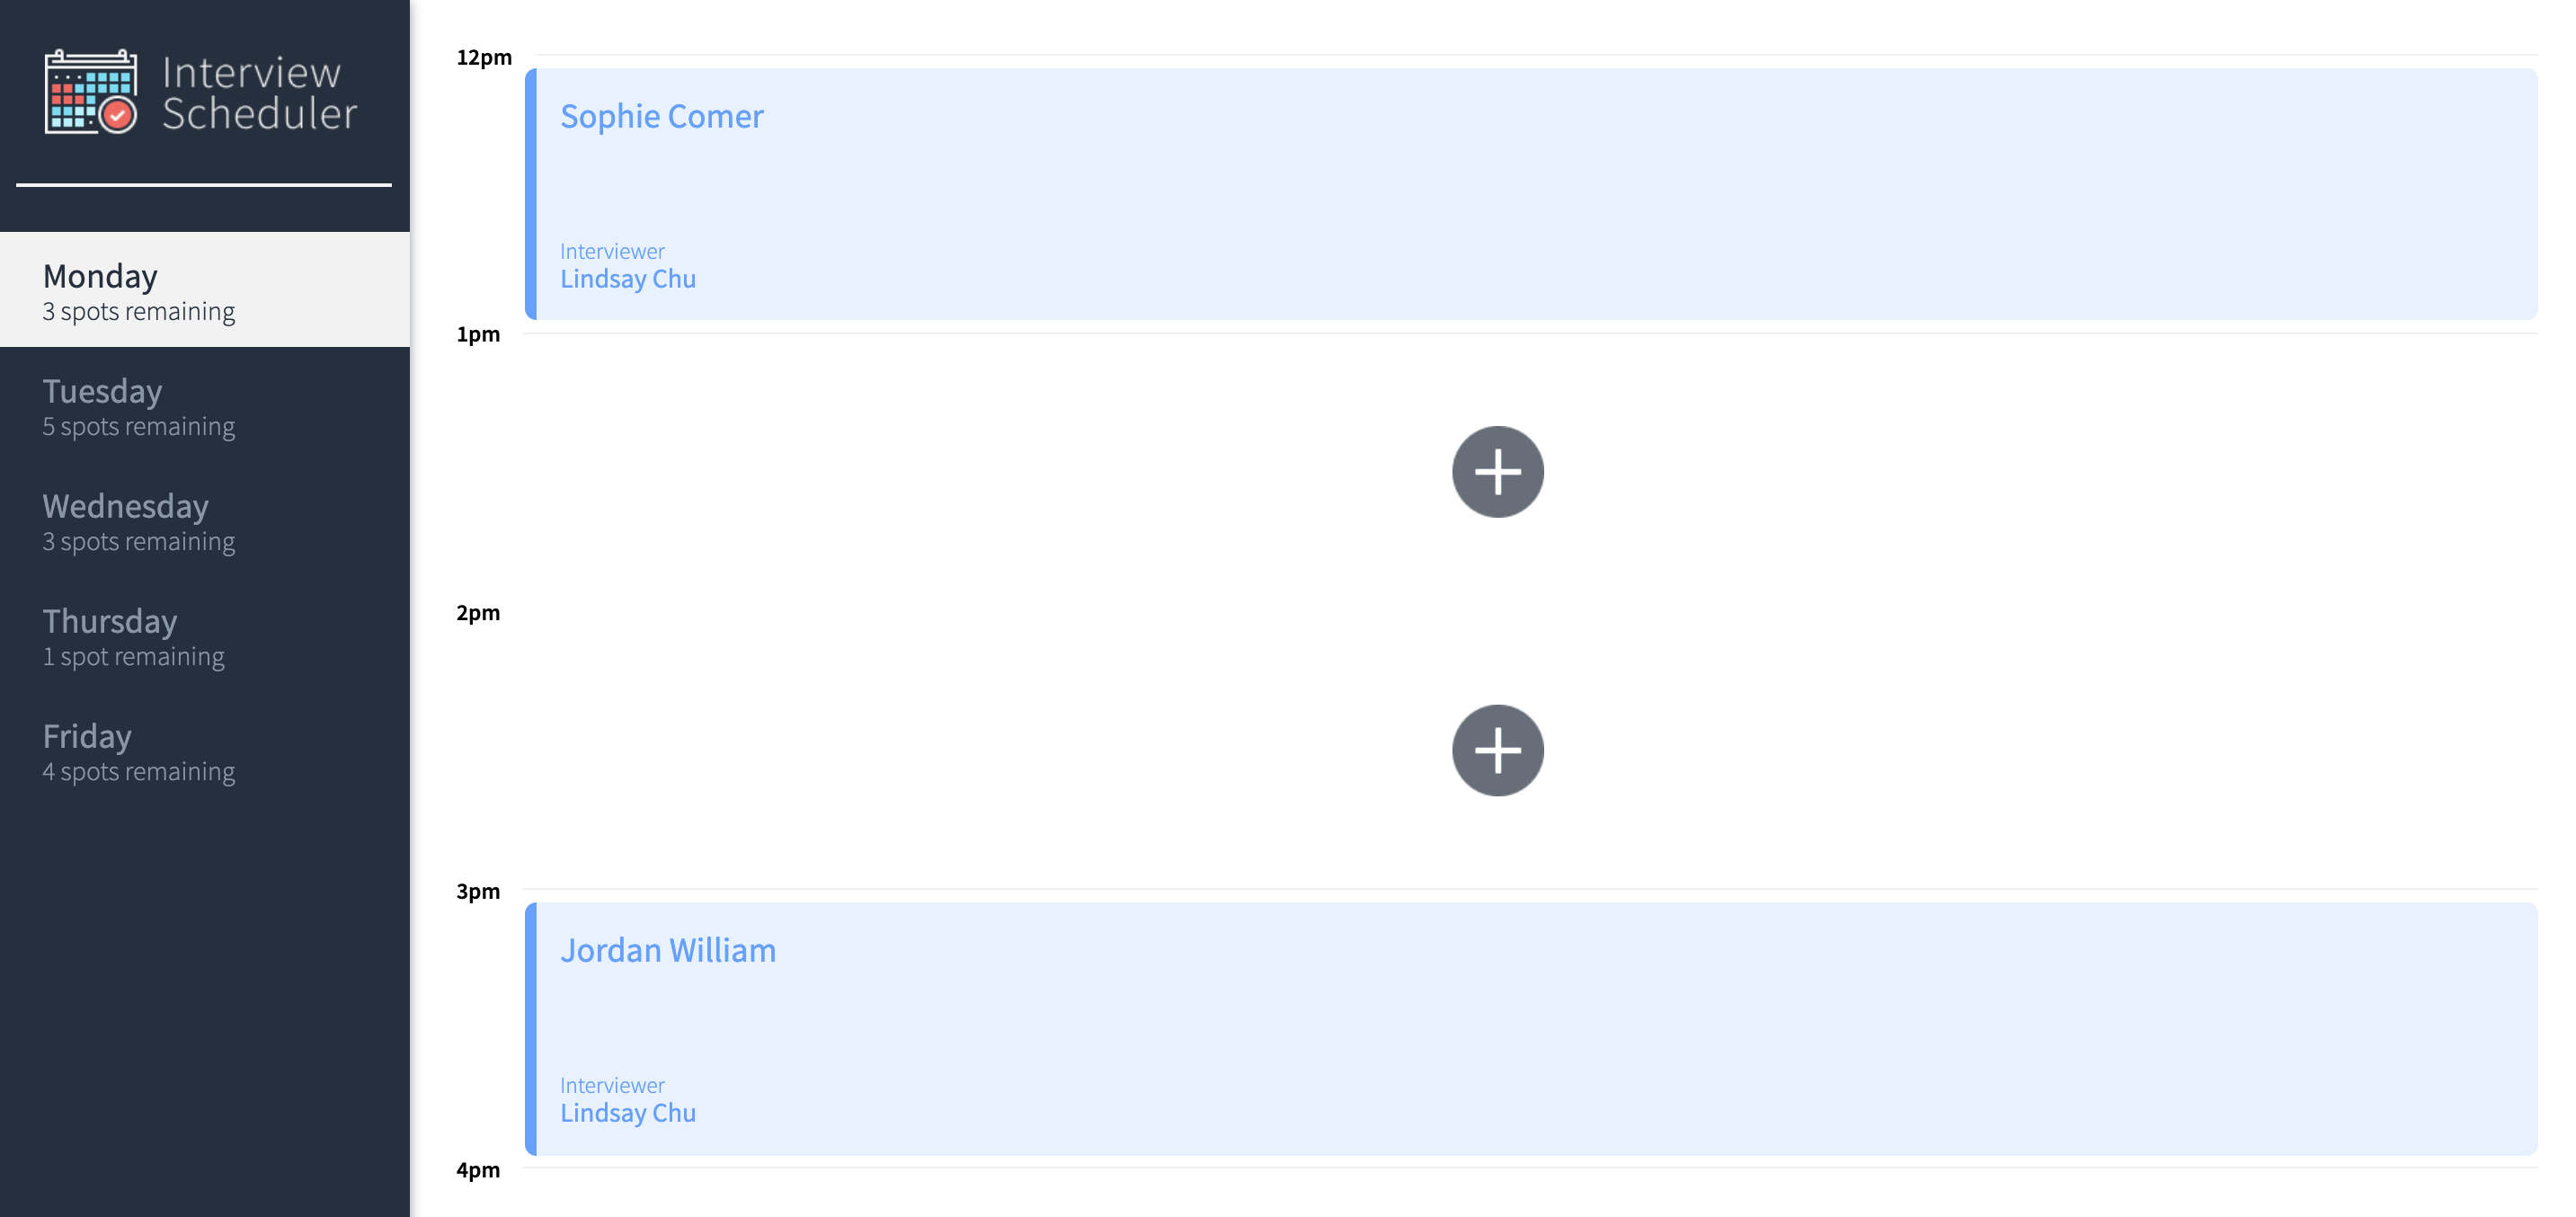 Interview
Scheduler
Monday
3 spots remaining
Tuesday
5 spots remaining
Wednesday
3 spots remaining
Thursday
1 spot remaining
Friday
4 spots remaining
12pm
Sophie Comer
Interviewer
Lindsay Chu
1pm
2pm
3pm
Jordan William
Interviewer
Lindsay Chu
4pm